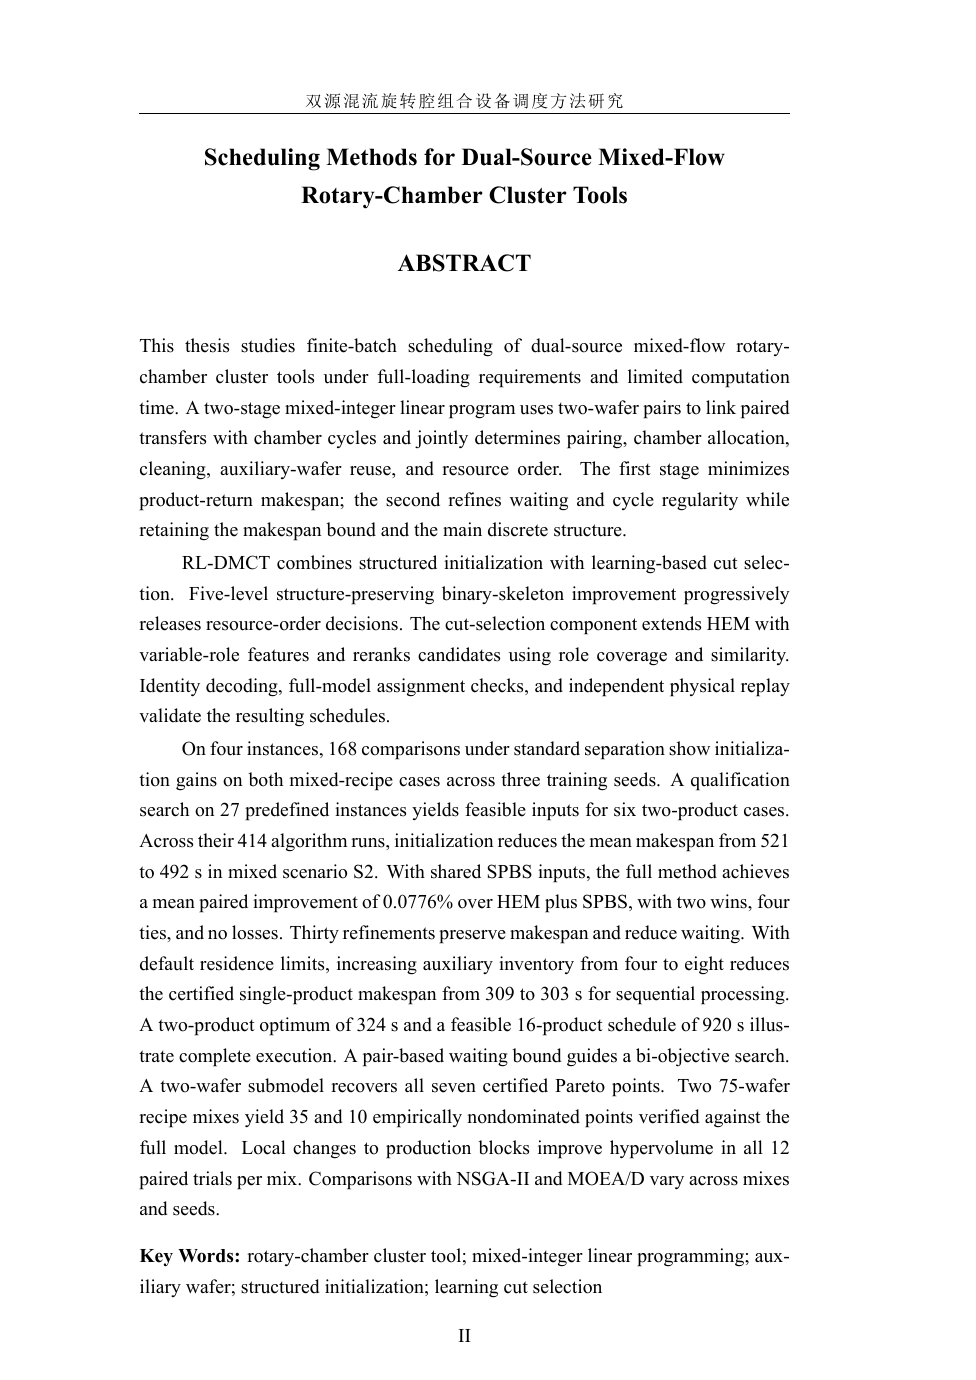 双源混流旋转腔组合设备调度方法研究
Scheduling Methods for Dual-Source Mixed-Flow
Rotary-Chamber Cluster Tools
ABSTRACT
This thesis studies finite-batch scheduling of dual-source mixed-flow rotary-
chamber cluster tools under full-loading requirements and limited computation
time. A two-stage mixed-integer linear program uses two-wafer pairs to link paired
transfers with chamber cycles and jointly determines pairing, chamber allocation,
cleaning, auxiliary-wafer reuse, and resource order. The first stage minimizes
product-return makespan; the second refines waiting and cycle regularity while
retaining the makespan bound and the main discrete structure.
RL-DMCT combines structured initialization with learning-based cut selec-
tion. Five-level structure-preserving binary-skeleton improvement progressively
releases resource-order decisions. The cut-selection component extends HEM with
variable-role features and reranks candidates using role coverage and similarity.
Identity decoding, full-model assignment checks, and independent physical replay
validate the resulting schedules.
On four instances, 168 comparisons under standard separation show initializa-
tion gains on both mixed-recipe cases across three training seeds. A qualification
search on 27 predefined instances yields feasible inputs for six two-product cases.
Across their 414 algorithm runs, initialization reduces the mean makespan from 521
to 492 s in mixed scenario S2. With shared SPBS inputs, the full method achieves
a mean paired improvement of 0.0776% over HEM plus SPBS, with two wins, four
ties, and no losses. Thirty refinements preserve makespan and reduce waiting. With
default residence limits, increasing auxiliary inventory from four to eight reduces
the certified single-product makespan from 309 to 303 s for sequential processing.
A two-product optimum of 324 s and a feasible 16-product schedule of 920 s illus-
trate complete execution. A pair-based waiting bound guides a bi-objective search.
A two-wafer submodel recovers all seven certified Pareto points. Two 75-wafer
recipe mixes yield 35 and 10 empirically nondominated points verified against the
full model. Local changes to production blocks improve hypervolume in all 12
paired trials per mix. Comparisons with NSGA-II and MOEA/D vary across mixes
and seeds.
Key Words: rotary-chamber cluster tool; mixed-integer linear programming; aux-
iliary wafer; structured initialization; learning cut selection
II